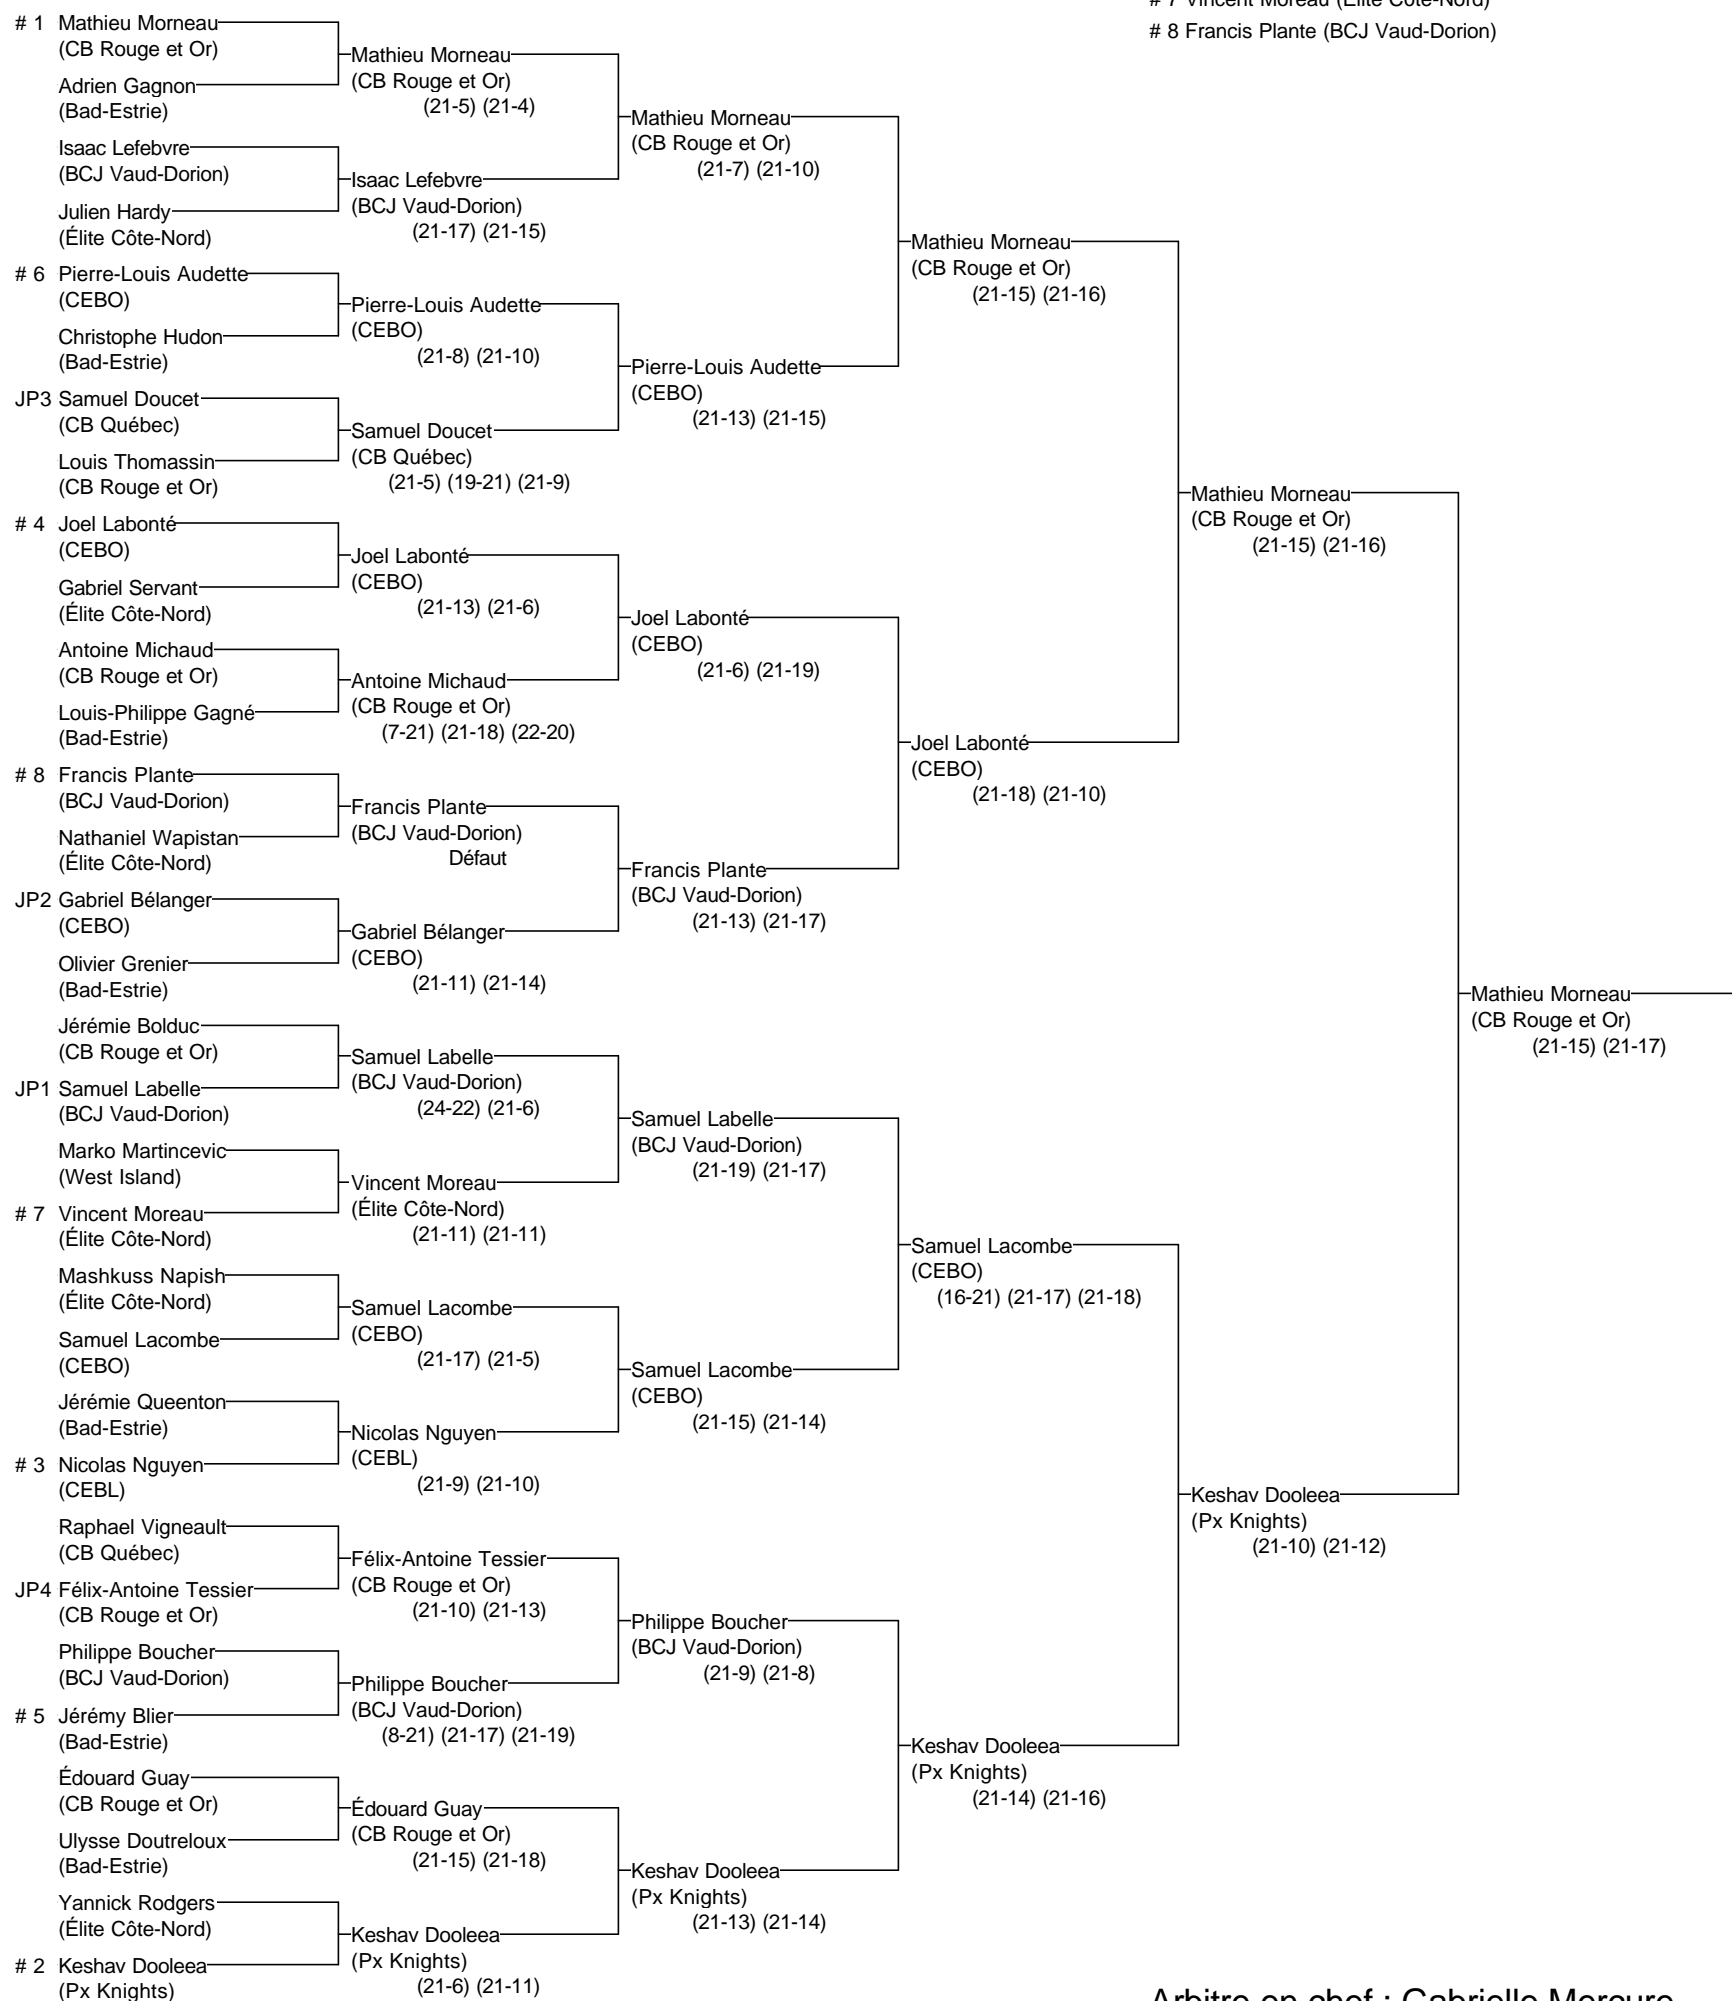 # 7 Vincent Moreau (Élite Côte-Nord)
# 8 Francis Plante (BCJ Vaud-Dorion)
# 1 Mathieu Morneau
(CB Rouge et Or)
Adrien Gagnon
(Bad-Estrie)
Isaac Lefebvre
(BCJ Vaud-Dorion)
Julien Hardy
(Élite Côte-Nord)
# 6 Pierre-Louis Audette
(CEBO)
Christophe Hudon
(Bad-Estrie)
JP3 Samuel Doucet
(CB Québec)
Louis Thomassin
(CB Rouge et Or)
# 4 Joel Labonté
(CEBO)
Gabriel Servant
(Élite Côte-Nord)
Antoine Michaud
(CB Rouge et Or)
Louis-Philippe Gagné
(Bad-Estrie)
# 8 Francis Plante
(BCJ Vaud-Dorion)
Nathaniel Wapistan
(Élite Côte-Nord)
JP2 Gabriel Bélanger
(CEBO)
Olivier Grenier
(Bad-Estrie)
Jérémie Bolduc
(CB Rouge et Or)
JP1 Samuel Labelle
(BCJ Vaud-Dorion)
Marko Martincevic
(West Island)
# 7 Vincent Moreau
(Élite Côte-Nord)
Mashkuss Napish
(Élite Côte-Nord)
Samuel Lacombe
(CEBO)
Jérémie Queenton
(Bad-Estrie)
# 3 Nicolas Nguyen
(CEBL)
Raphael Vigneault
(CB Québec)
JP4 Félix-Antoine Tessier
(CB Rouge et Or)
Philippe Boucher
(BCJ Vaud-Dorion)
# 5 Jérémy Blier
(Bad-Estrie)
Édouard Guay
(CB Rouge et Or)
Ulysse Doutreloux
(Bad-Estrie)
Yannick Rodgers
(Élite Côte-Nord)
# 2 Keshav Dooleea
(Px Knights)
Mathieu Morneau
(CB Rouge et Or)
(21-5) (21-4)
Isaac Lefebvre
(BCJ Vaud-Dorion)
(21-17) (21-15)
Pierre-Louis Audette
(CEBO)
(21-8) (21-10)
Samuel Doucet
(CB Québec)
(21-5) (19-21) (21-9)
Joel Labonté
(CEBO)
(21-13) (21-6)
Antoine Michaud
(CB Rouge et Or)
(7-21) (21-18) (22-20)
Francis Plante
(BCJ Vaud-Dorion)
Défaut
Gabriel Bélanger
(CEBO)
(21-11) (21-14)
Samuel Labelle
(BCJ Vaud-Dorion)
(24-22) (21-6)
Vincent Moreau
(Élite Côte-Nord)
(21-11) (21-11)
Samuel Lacombe
(CEBO)
(21-17) (21-5)
Nicolas Nguyen
(CEBL)
(21-9) (21-10)
Félix-Antoine Tessier
(CB Rouge et Or)
(21-10) (21-13)
Philippe Boucher
(BCJ Vaud-Dorion)
(8-21) (21-17) (21-19)
Édouard Guay
(CB Rouge et Or)
(21-15) (21-18)
Keshav Dooleea
(Px Knights)
(21-6) (21-11)
Mathieu Morneau
(CB Rouge et Or)
(21-7) (21-10)
Pierre-Louis Audette
(CEBO)
(21-13) (21-15)
Joel Labonté
(CEBO)
(21-6) (21-19)
Francis Plante
(BCJ Vaud-Dorion)
(21-13) (21-17)
Samuel Labelle
(BCJ Vaud-Dorion)
(21-19) (21-17)
Samuel Lacombe
(CEBO)
(21-15) (21-14)
Philippe Boucher
(BCJ Vaud-Dorion)
(21-9) (21-8)
Keshav Dooleea
(Px Knights)
(21-13) (21-14)
Mathieu Morneau
(CB Rouge et Or)
(21-15) (21-16)
Joel Labonté
(CEBO)
(21-18) (21-10)
Samuel Lacombe
(CEBO)
(16-21) (21-17) (21-18)
Keshav Dooleea
(Px Knights)
(21-14) (21-16)
Mathieu Morneau
(CB Rouge et Or)
(21-15) (21-16)
Keshav Dooleea
(Px Knights)
(21-10) (21-12)
Mathieu Morneau
(CB Rouge et Or)
(21-15) (21-17)
Arbitre en chef : Gabrielle Mercure